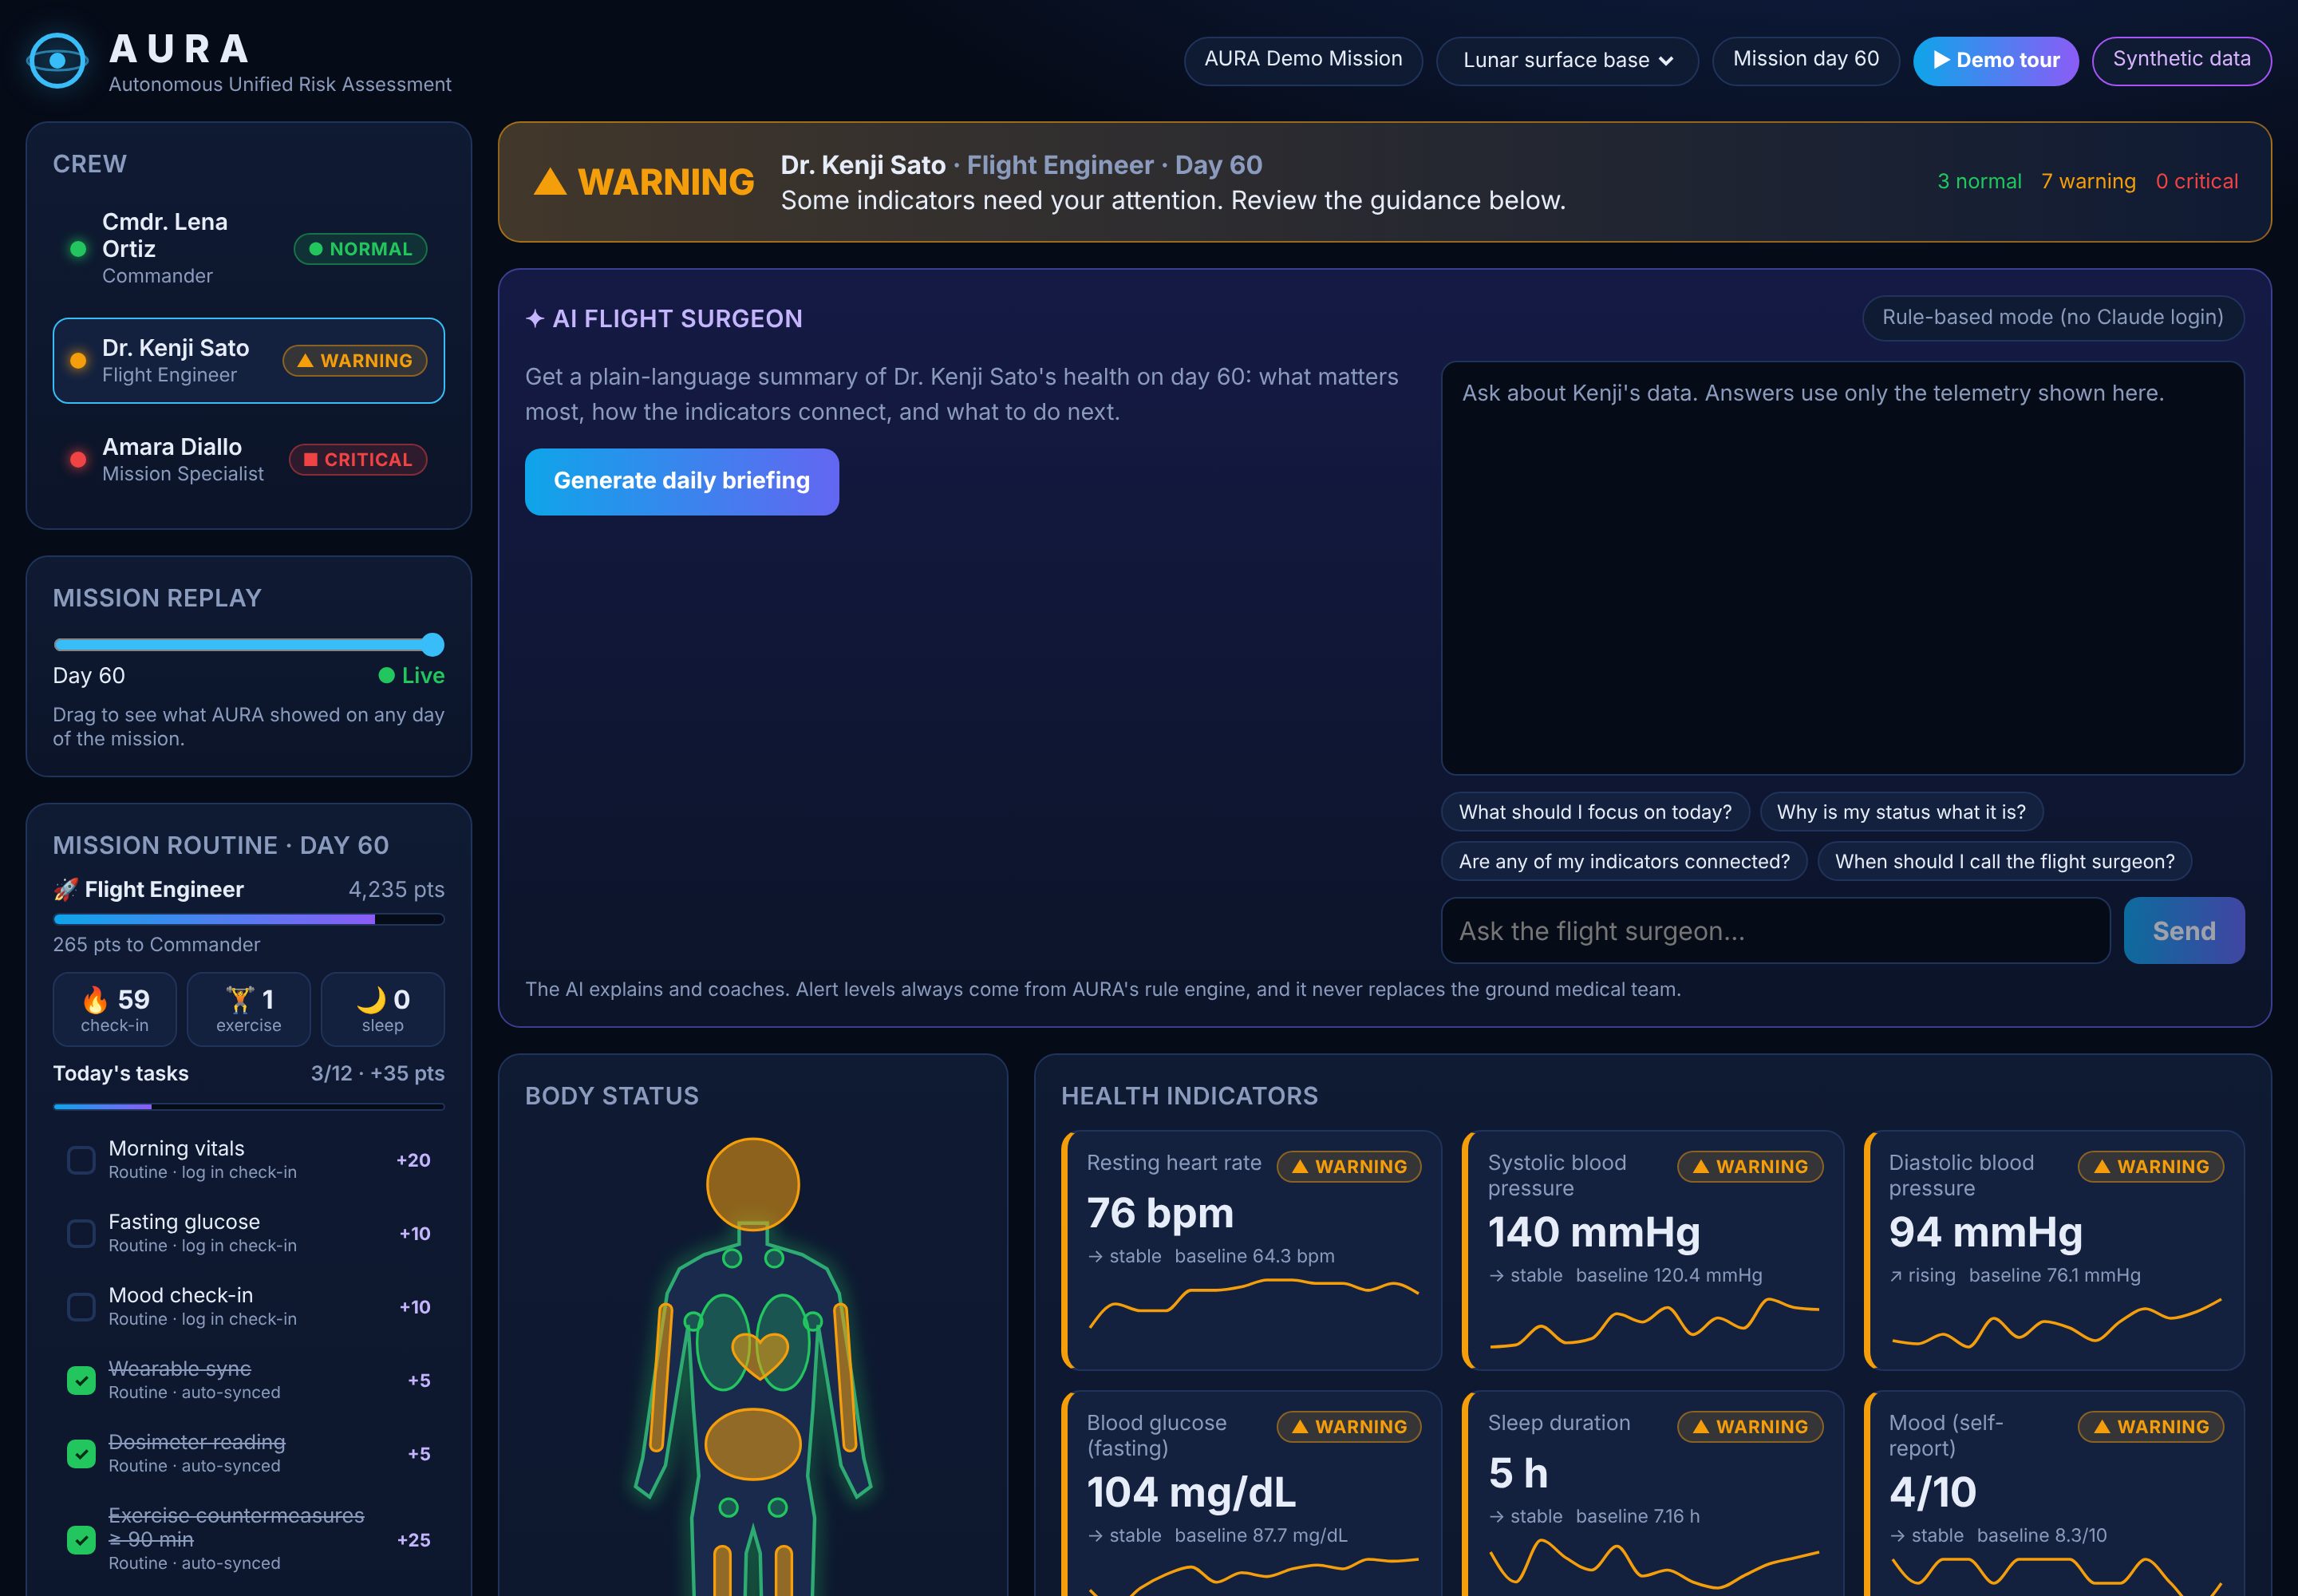 AURA
Autonomous Unified Risk Assessment
AURA Demo Mission
Lunar surface base
Mission day 60
▶ Demo tour
Synthetic data
CREW
Cmdr. Lena
Ortiz
Commander
● NORMAL
Dr. Kenji Sato
Flight Engineer
▲ WARNING
Amara Diallo
Mission Specialist
■ CRITICAL
MISSION REPLAY
Day 60
● Live
Drag to see what AURA showed on any day
of the mission.
MISSION ROUTINE · DAY 60
🚀 Flight Engineer
4,235 pts
265 pts to Commander
🔥 59
check-in
🏋 1
exercise
🌙 0
sleep
Today's tasks
3/12 · +35 pts
Morning vitals
Routine · log in check-in
+20
Fasting glucose
Routine · log in check-in
+10
Mood check-in
Routine · log in check-in
+10
Wearable sync
Routine · auto-synced
+5
Dosimeter reading
Routine · auto-synced
+5
Exercise countermeasures
≥ 90 min
Routine · auto-synced
+25
▲ WARNING
Dr. Kenji Sato · Flight Engineer · Day 60
Some indicators need your attention. Review the guidance below.
3 normal 7 warning 0 critical
✦ AI FLIGHT SURGEON
Rule-based mode (no Claude login)
Get a plain-language summary of Dr. Kenji Sato's health on day 60: what matters
most, how the indicators connect, and what to do next.
Generate daily briefing
Ask about Kenji's data. Answers use only the telemetry shown here.
What should I focus on today?
Why is my status what it is?
Are any of my indicators connected?
When should I call the flight surgeon?
Ask the flight surgeon...
Send
The AI explains and coaches. Alert levels always come from AURA's rule engine, and it never replaces the ground medical team.
BODY STATUS
HEALTH INDICATORS
Resting heart rate
▲ WARNING
76 bpm
→ stable baseline 64.3 bpm
Systolic blood
pressure
▲ WARNING
140 mmHg
→ stable baseline 120.4 mmHg
Diastolic blood
pressure
▲ WARNING
94 mmHg
↗ rising baseline 76.1 mmHg
Blood glucose
(fasting)
▲ WARNING
104 mg/dL
→ stable baseline 87.7 mg/dL
Sleep duration
▲ WARNING
5 h
→ stable baseline 7.16 h
Mood (self-
report)
▲ WARNING
4/10
→ stable baseline 8.3/10